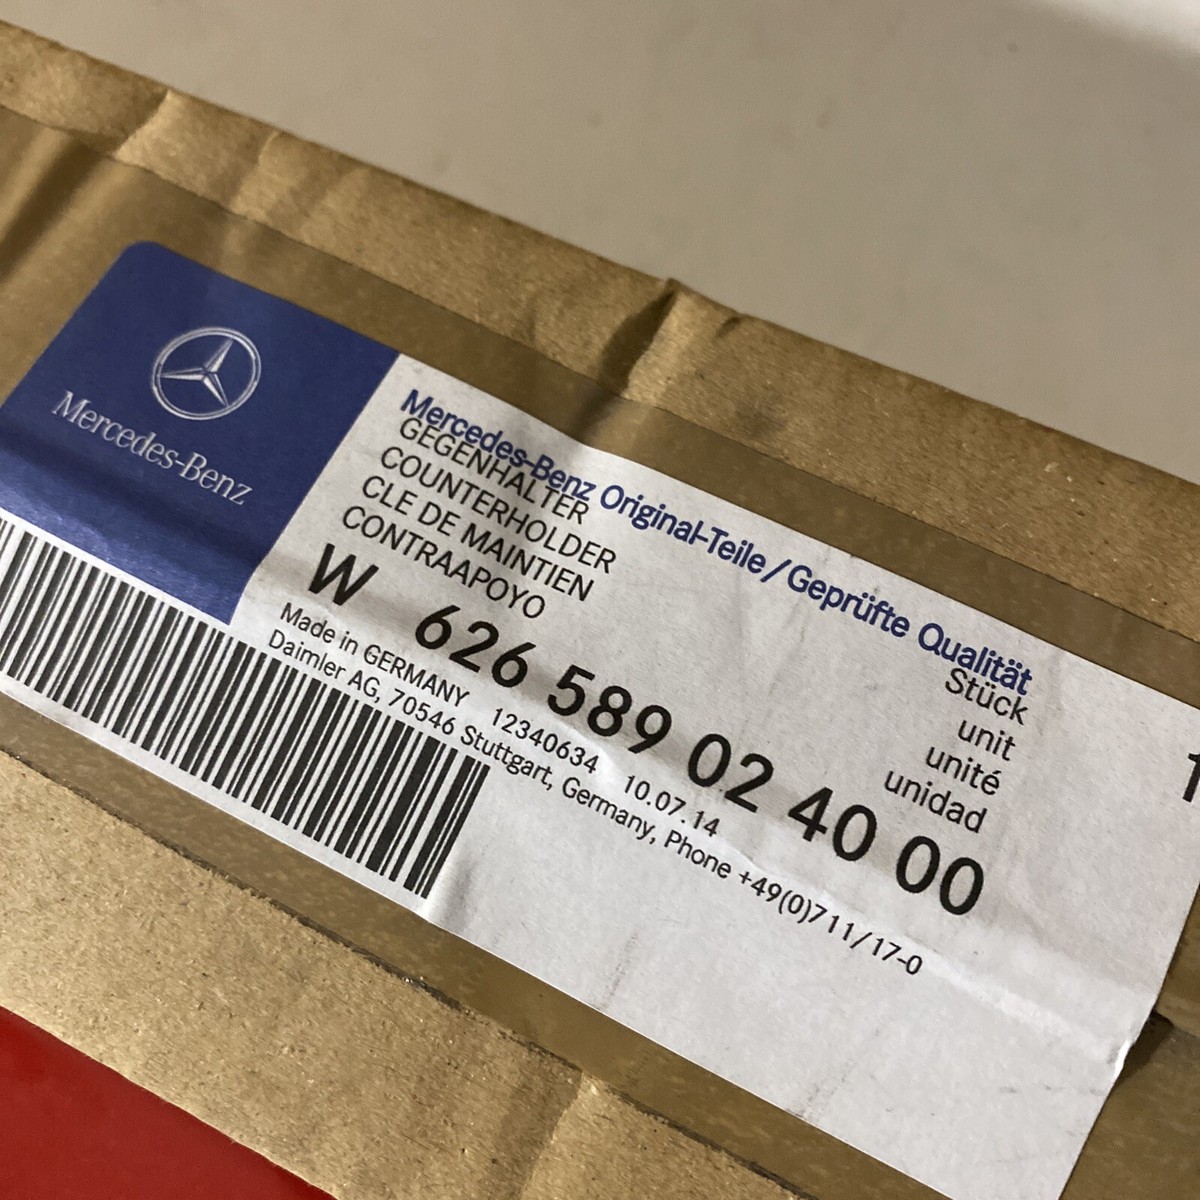 Mercedes-Benz
Mercedes-Benz Original-Teile / Geprüfte Qualität
GEGENHALTER
COUNTERHOLDER
CLE DE MAINTIEN
CONTRAAPOYO
Stück
unit
unité
unidad
1
W 626 589 02 40 00
Made in GERMANY 12340634 10.07.14
Daimler AG, 70546 Stuttgart, Germany, Phone +49(0)711/17-0